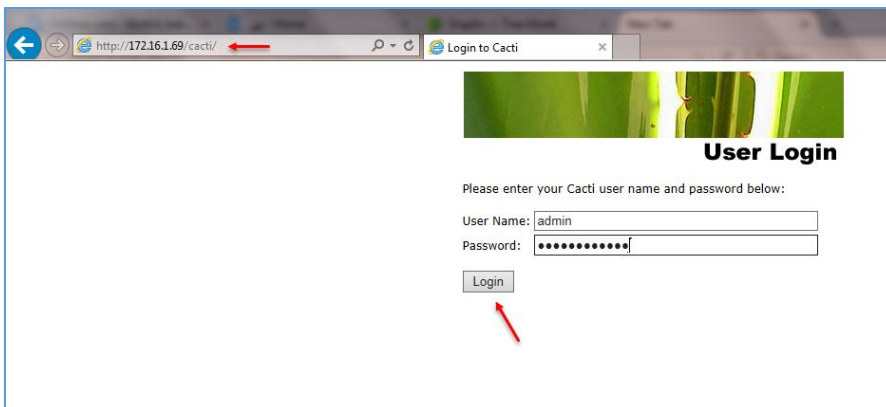 http://172.16.1.69/cacti/
Login to Cacti
User Login
Please enter your Cacti user name and password below:
User Name: admin
Password: ••••••••••••
Login